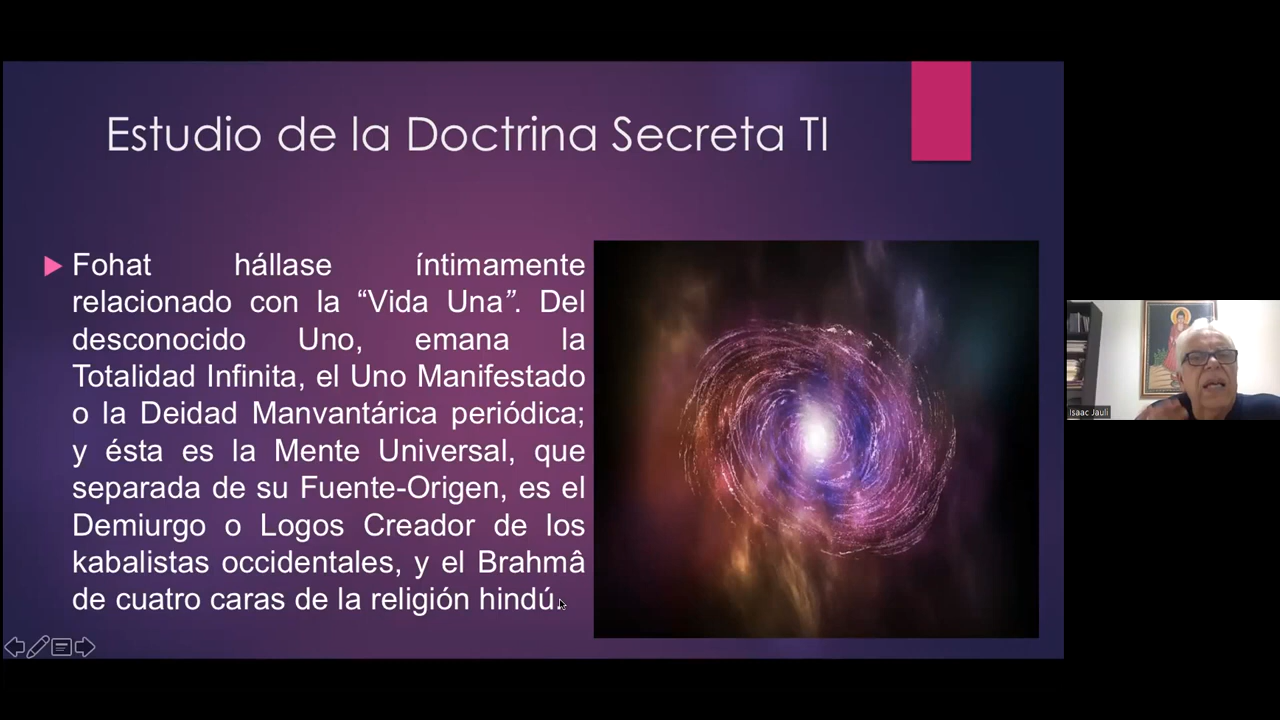 Estudio de la Doctrina Secreta TI
Fohat hállase íntimamente
relacionado con la “Vida Una”. Del
desconocido Uno, emana la
Totalidad Infinita, el Uno Manifestado
o la Deidad Manvantárica periódica;
y ésta es la Mente Universal, que
separada de su Fuente-Origen, es el
Demiurgo o Logos Creador de los
kabalistas occidentales, y el Brahmâ
de cuatro caras de la religión hindú.
Isaac Jauli